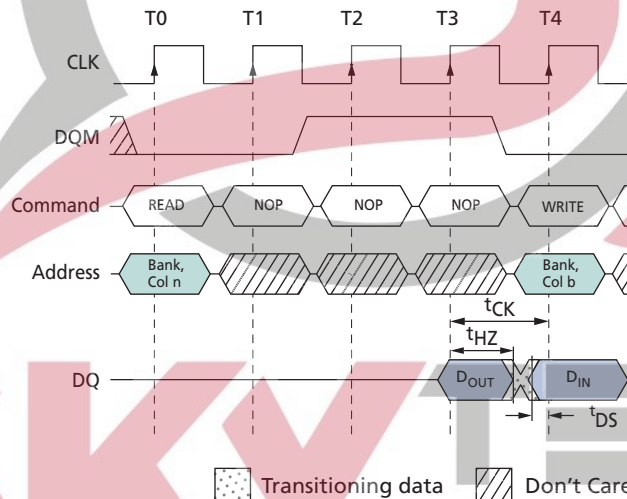 T0 T1 T2 T3 T4
CLK
DQM
Command READ NOP NOP NOP WRITE
Address Bank, Col n Bank, Col b
tCK
tHZ
DQ DOUT DIN
tDS
Transitioning data Don't Care